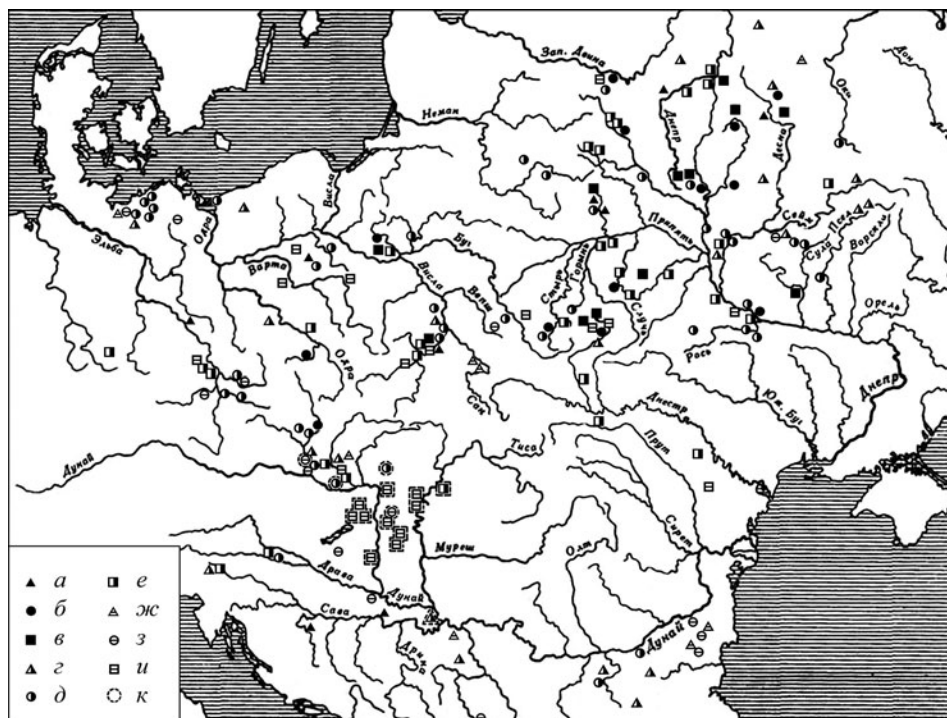 Зап. Двина
Дон
Ока
Неман
Днепр
Десна
Висла
Одра
Припять
Сейм
Эльба
Буг
Псел
Сула
Ворскла
Варта
Висла
Вепш
Стырь
Горынь
Случь
Орель
Одра
Рось
Сан
Днестр
Юж. Буг
Днепр
Дунай
Тиса
Прут
Сирет
Муреш
Олт
Драва
Дунай
Сава
Дрина
Дунай
а е
б ж
в з
г и
д к